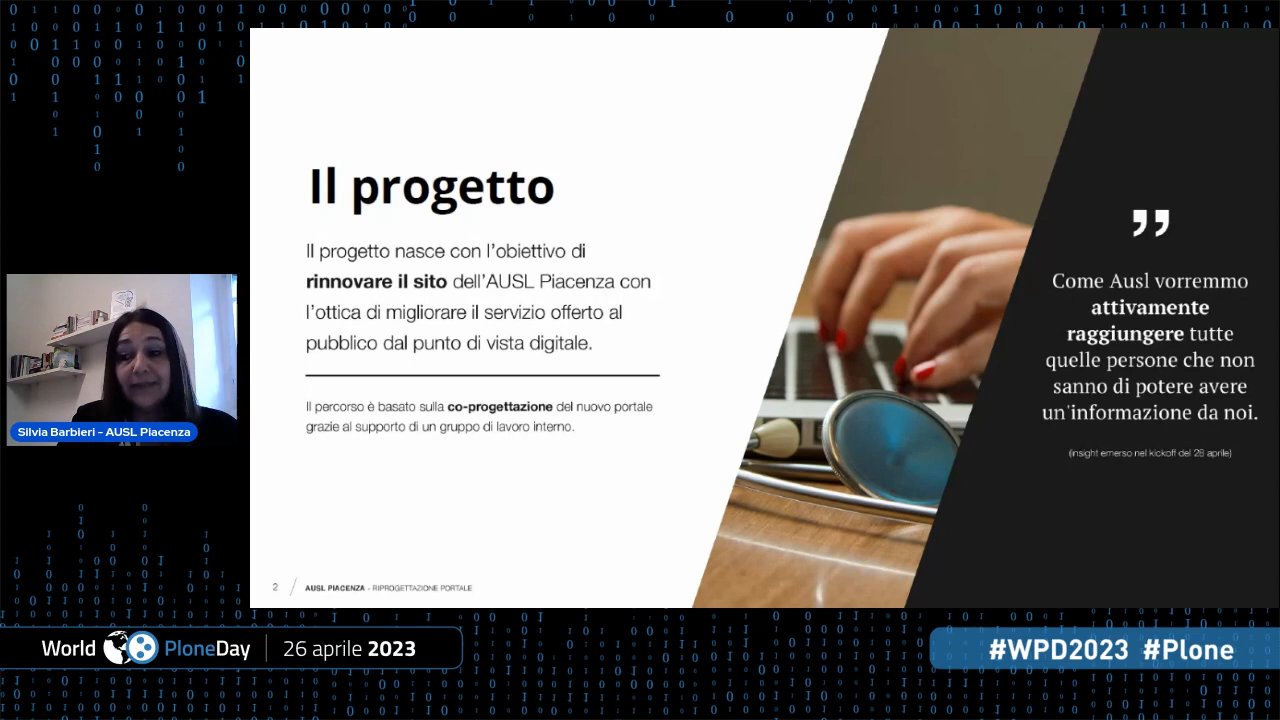 Il progetto
Il progetto nasce con l'obiettivo di
rinnovare il sito dell'AUSL Piacenza con
l'ottica di migliorare il servizio offerto al
pubblico dal punto di vista digitale.
Il percorso è basato sulla co-progettazione del nuovo portale
grazie al supporto di un gruppo di lavoro interno.
2 / AUSL PIACENZA - RIPROGETTAZIONE PORTALE
”
Come Ausl vorremmo
attivamente
raggiungere tutte
quelle persone che non
sanno di potere avere
un'informazione da noi.
(insight emerso nel kickoff del 28 aprile)
Silvia Barbieri – AUSL Piacenza
World PloneDay | 26 aprile 2023
#WPD2023 #Plone